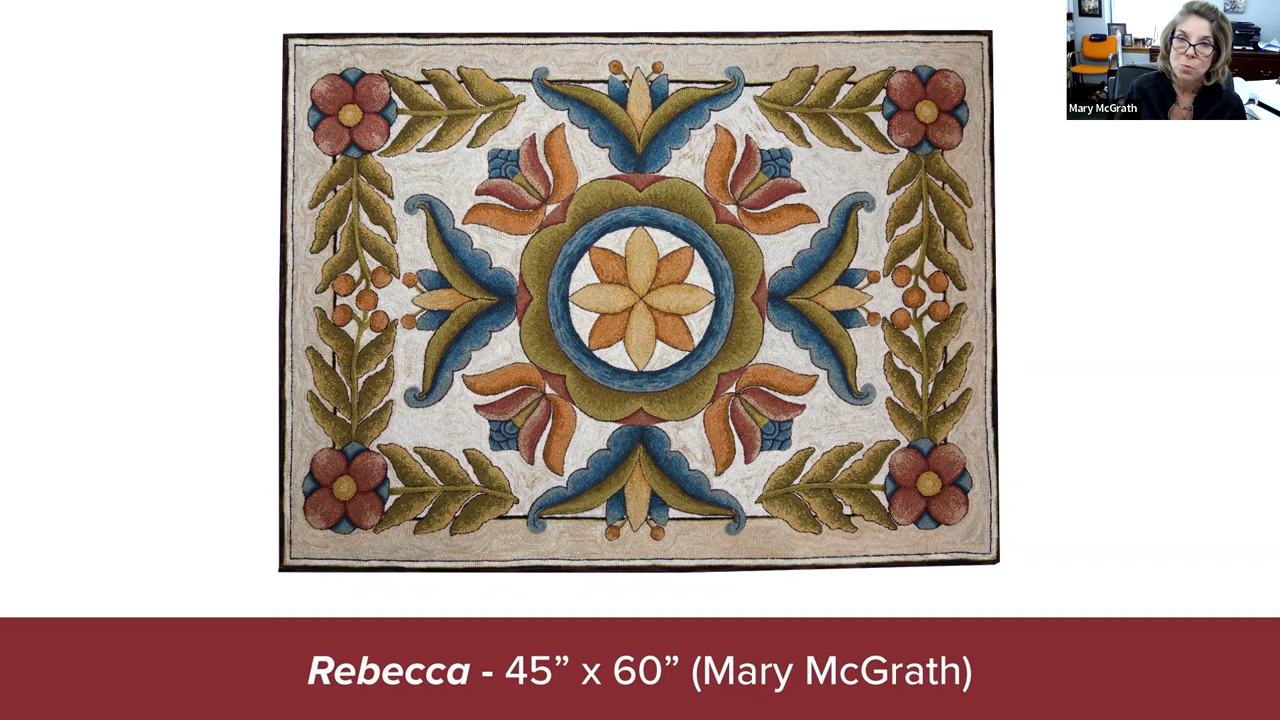 Mary McGrath
Rebecca - 45” x 60” (Mary McGrath)